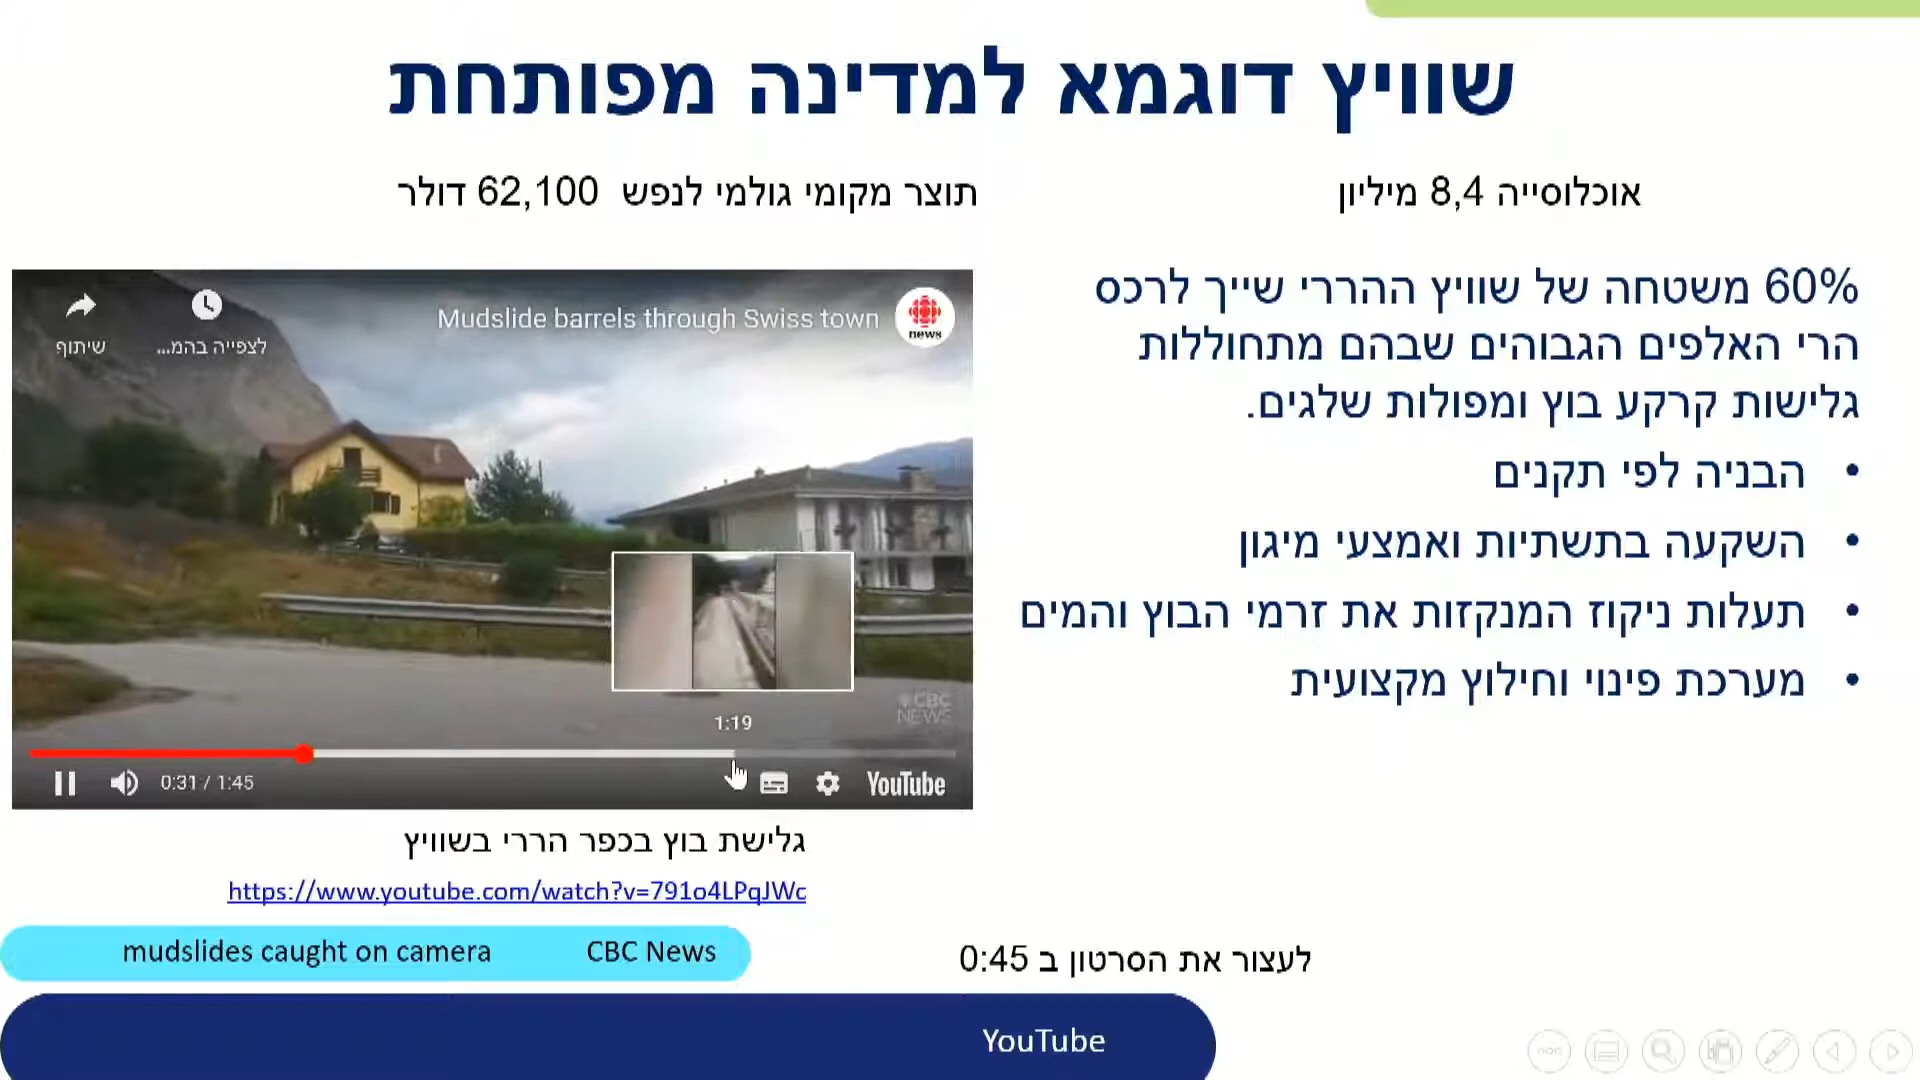 שוויץ דוגמא למדינה מפותחת
אוכלוסייה 8,4 מיליון
תוצר מקומי גולמי לנפש 62,100 דולר
60% משטחה של שוויץ ההררי שייך לרכס
הרי האלפים הגבוהים שבהם מתחוללות
גלישות קרקע בוץ ומפולות שלגים.
• הבניה לפי תקנים
• השקעה בתשתיות ואמצעי מיגון
• תעלות ניקוז המנקזות את זרמי הבוץ והמים
• מערכת פינוי וחילוץ מקצועית
Mudslide barrels through Swiss town
news
שיתוף
לצפייה בהמ...
CBC
NEWS
1:19
0:31 / 1:45
YouTube
גלישת בוץ בכפר הררי בשוויץ
https://www.youtube.com/watch?v=791o4LPqJWc
mudslides caught on camera CBC News
לעצור את הסרטון ב 0:45
YouTube